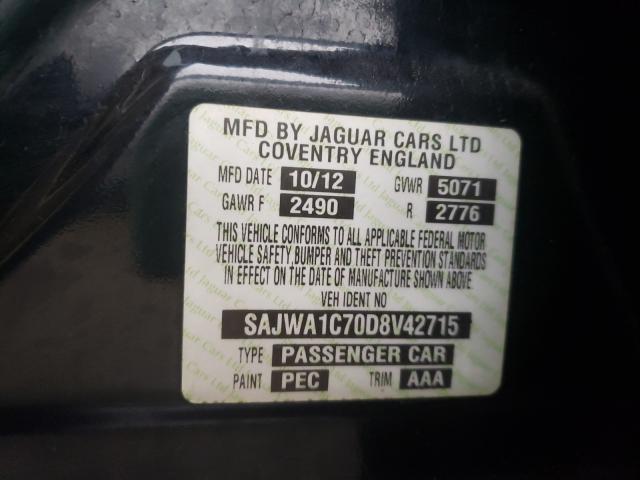 MFD BY JAGUAR CARS LTD
COVENTRY ENGLAND
MFD DATE 10/12 GVWR 5071
GAWR F 2490 R 2776
THIS VEHICLE CONFORMS TO ALL APPLICABLE FEDERAL MOTOR
VEHICLE SAFETY BUMPER AND THEFT PREVENTION STANDARDS
IN EFFECT ON THE DATE OF MANUFACTURE SHOWN ABOVE.
VEH IDENT NO
SAJWA1C70D8V42715
TYPE PASSENGER CAR
PAINT PEC TRIM AAA